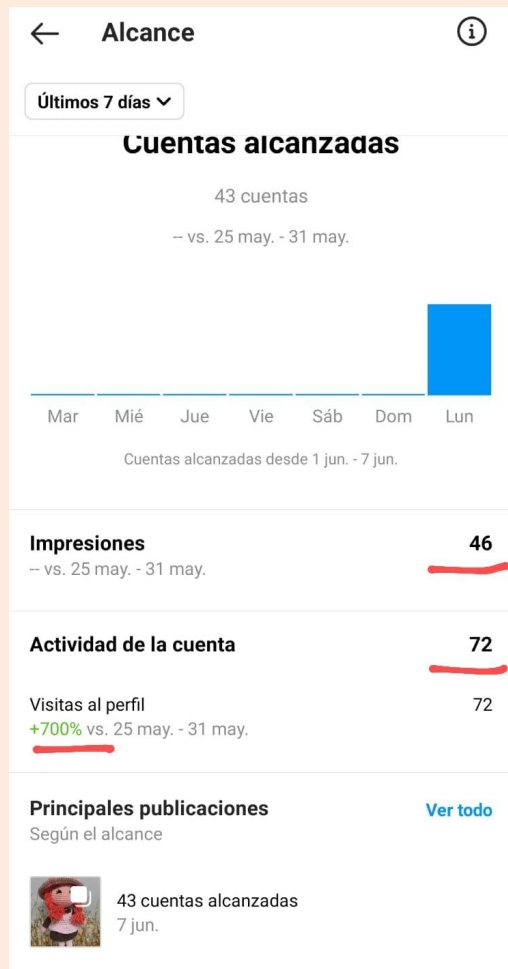 Alcance
Últimos 7 días
Cuentas alcanzadas
43 cuentas
-- vs. 25 may. - 31 may.
Mar Mié Jue Vie Sáb Dom Lun
Cuentas alcanzadas desde 1 jun. - 7 jun.
Impresiones 46
-- vs. 25 may. - 31 may.
Actividad de la cuenta 72
Visitas al perfil 72
+700% vs. 25 may. - 31 may.
Principales publicaciones Ver todo
Según el alcance
43 cuentas alcanzadas
7 jun.